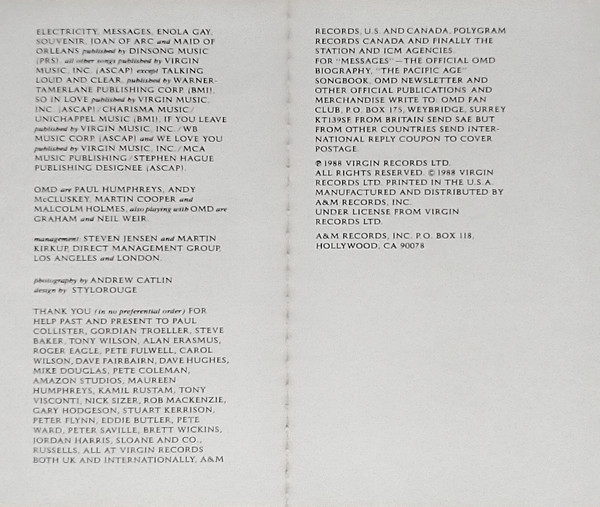 ELECTRICITY, MESSAGES, ENOLA GAY,
SOUVENIR, JOAN OF ARC and MAID OF
ORLEANS published by DINSONG MUSIC
(PRS). all other songs published by VIRGIN
MUSIC, INC. (ASCAP) except TALKING
LOUD AND CLEAR, published by WARNER-
TAMERLANE PUBLISHING CORP. (BMI),
SO IN LOVE published by VIRGIN MUSIC,
INC. (ASCAP) / CHARISMA MUSIC /
UNICHAPPEL MUSIC (BMI), IF YOU LEAVE
published by VIRGIN MUSIC, INC. / WB
MUSIC CORP. (ASCAP) and WE LOVE YOU
published by VIRGIN MUSIC, INC. / MCA
MUSIC PUBLISHING / STEPHEN HAGUE
PUBLISHING DESIGNEE (ASCAP).
OMD are PAUL HUMPHREYS, ANDY
McCLUSKEY, MARTIN COOPER and
MALCOLM HOLMES, also playing with OMD are
GRAHAM and NEIL WEIR.
management: STEVEN JENSEN and MARTIN
KIRKUP, DIRECT MANAGEMENT GROUP,
LOS ANGELES and LONDON.
photography by ANDREW CATLIN
design by STYLOROUGE
THANK YOU (in no preferential order) FOR
HELP PAST AND PRESENT TO PAUL
COLLISTER, GORDIAN TROELLER, STEVE
BAKER, TONY WILSON, ALAN ERASMUS,
ROGER EAGLE, PETE FULWELL, CAROL
WILSON, DAVE FAIRBAIRN, DAVE HUGHES,
MIKE DOUGLAS, PETE COLEMAN,
AMAZON STUDIOS, MAUREEN
HUMPHREYS, KAMIL RUSTAM, TONY
VISCONTI, NICK SIZER, ROB MACKENZIE,
GARY HODGESON, STUART KERRISON,
PETER FLYNN, EDDIE BUTLER, PETE
WARD, PETER SAVILLE, BRETT WICKINS,
JORDAN HARRIS, SLOANE AND CO.,
RUSSELLS, ALL AT VIRGIN RECORDS
BOTH UK AND INTERNATIONALLY, A&M
RECORDS, U.S. AND CANADA, POLYGRAM
RECORDS CANADA AND FINALLY THE
STATION AND ICM AGENCIES.
FOR "MESSAGES" — THE OFFICIAL OMD
BIOGRAPHY, "THE PACIFIC AGE"
SONGBOOK, OMD NEWSLETTER AND
OTHER OFFICIAL PUBLICATIONS AND
MERCHANDISE WRITE TO: OMD FAN
CLUB, P.O. BOX 175, WEYBRIDGE, SURREY
KT139SF. FROM BRITAIN SEND SAE BUT
FROM OTHER COUNTRIES SEND INTER-
NATIONAL REPLY COUPON TO COVER
POSTAGE.
℗ 1988 VIRGIN RECORDS LTD.
ALL RIGHTS RESERVED. © 1988 VIRGIN
RECORDS LTD. PRINTED IN THE U.S.A.
MANUFACTURED AND DISTRIBUTED BY
A&M RECORDS, INC.
UNDER LICENSE FROM VIRGIN
RECORDS LTD.
A&M RECORDS, INC. P.O. BOX 118,
HOLLYWOOD, CA 90078